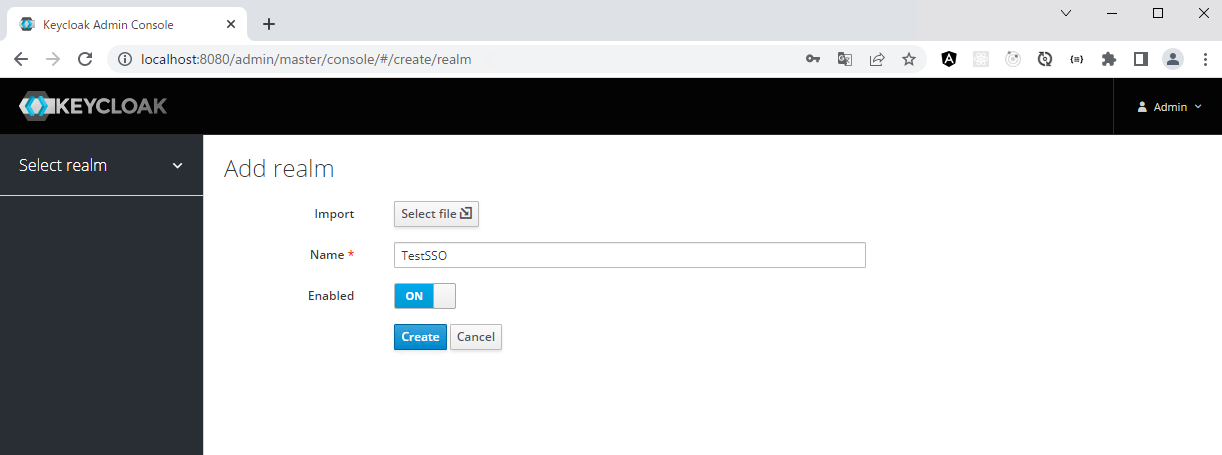 Keycloak Admin Console
localhost:8080/admin/master/console/#/create/realm
KEYCLOAK
Admin
Select realm
Add realm
Import Select file
Name * TestSSO
Enabled ON
Create Cancel